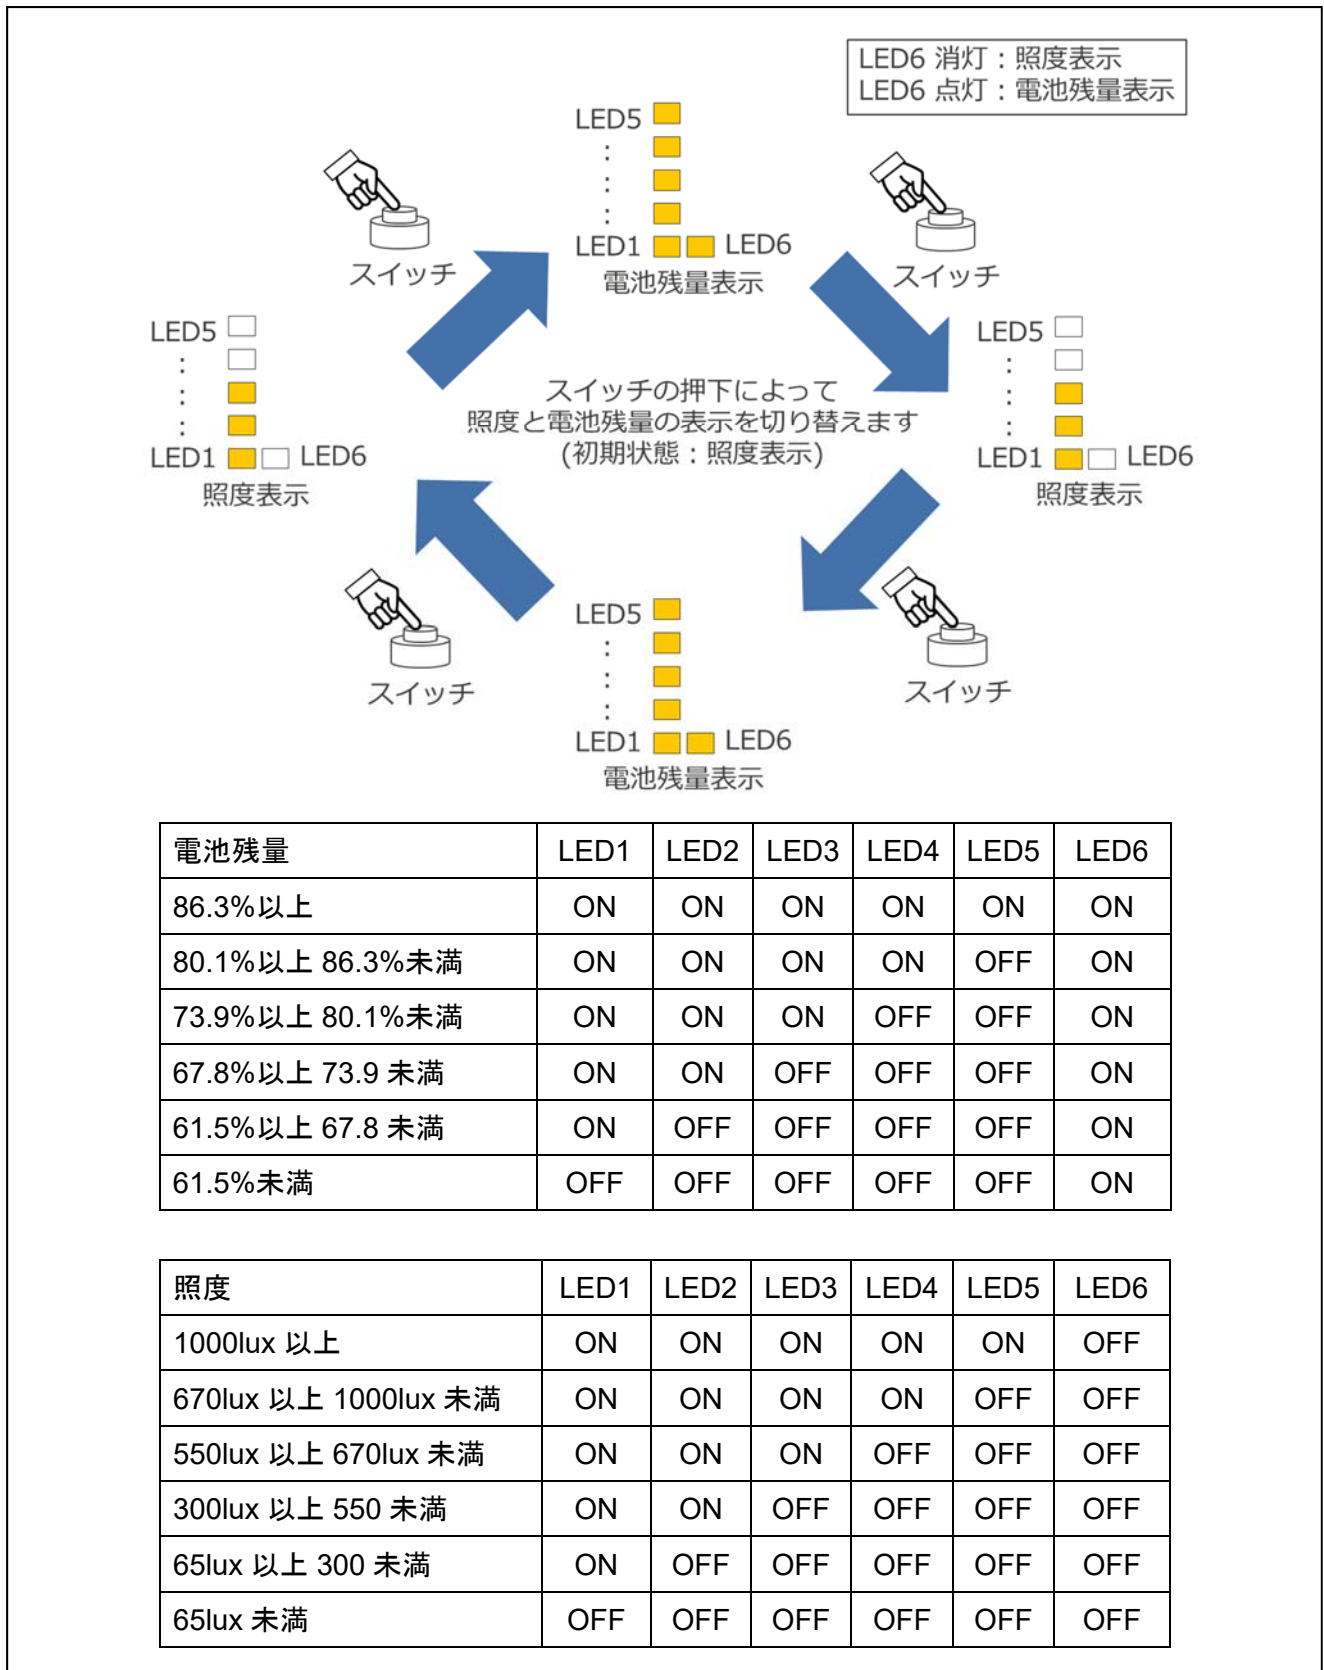 LED6 消灯：照度表示
LED6 点灯：電池残量表示
LED5
:
:
:
LED1 LED6
電池残量表示
スイッチ
スイッチ
LED5
:
:
:
LED1 LED6
照度表示
スイッチの押下によって
照度と電池残量の表示を切り替えます
(初期状態：照度表示)
LED5
:
:
:
LED1 LED6
照度表示
スイッチ
LED5
:
:
:
LED1 LED6
電池残量表示
スイッチ
電池残量 LED1 LED2 LED3 LED4 LED5 LED6
86.3%以上 ON ON ON ON ON ON
80.1%以上 86.3%未満 ON ON ON ON OFF ON
73.9%以上 80.1%未満 ON ON ON OFF OFF ON
67.8%以上 73.9 未満 ON ON OFF OFF OFF ON
61.5%以上 67.8 未満 ON OFF OFF OFF OFF ON
61.5%未満 OFF OFF OFF OFF OFF ON
照度 LED1 LED2 LED3 LED4 LED5 LED6
1000lux 以上 ON ON ON ON ON OFF
670lux 以上 1000lux 未満 ON ON ON ON OFF OFF
550lux 以上 670lux 未満 ON ON ON OFF OFF OFF
300lux 以上 550 未満 ON ON OFF OFF OFF OFF
65lux 以上 300 未満 ON OFF OFF OFF OFF OFF
65lux 未満 OFF OFF OFF OFF OFF OFF